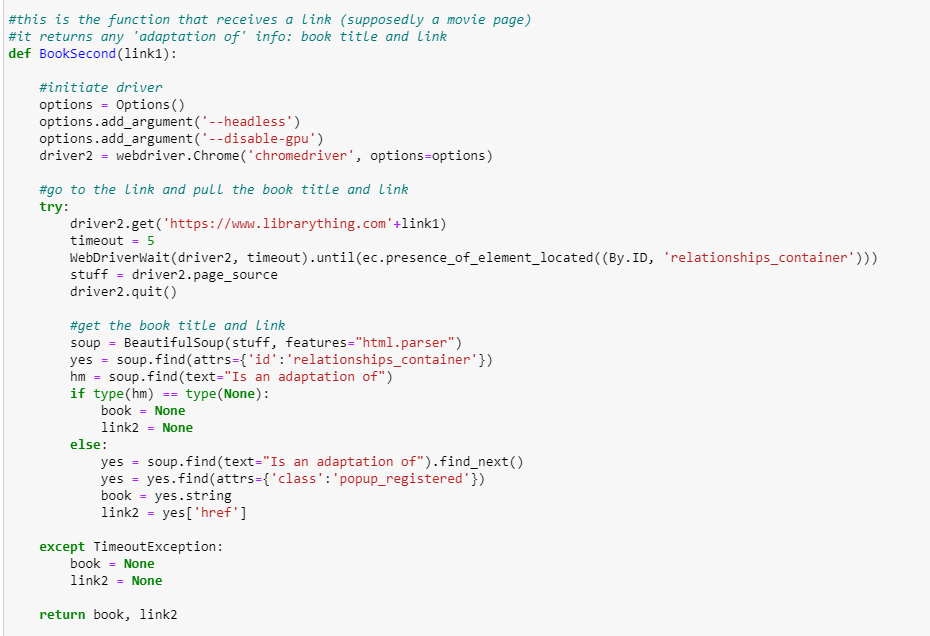 #this is the function that receives a link (supposedly a movie page)
#it returns any 'adaptation of' info: book title and link
def BookSecond(link1):

    #initiate driver
    options = Options()
    options.add_argument('--headless')
    options.add_argument('--disable-gpu')
    driver2 = webdriver.Chrome('chromedriver', options=options)

    #go to the link and pull the book title and link
    try:
        driver2.get('https://www.librarything.com'+link1)
        timeout = 5
        WebDriverWait(driver2, timeout).until(ec.presence_of_element_located((By.ID, 'relationships_container')))
        stuff = driver2.page_source
        driver2.quit()

        #get the book title and link
        soup = BeautifulSoup(stuff, features="html.parser")
        yes = soup.find(attrs={'id':'relationships_container'})
        hm = soup.find(text="Is an adaptation of")
        if type(hm) == type(None):
            book = None
            link2 = None
        else:
            yes = soup.find(text="Is an adaptation of").find_next()
            yes = yes.find(attrs={'class':'popup_registered'})
            book = yes.string
            link2 = yes['href']

    except TimeoutException:
        book = None
        link2 = None

    return book, link2